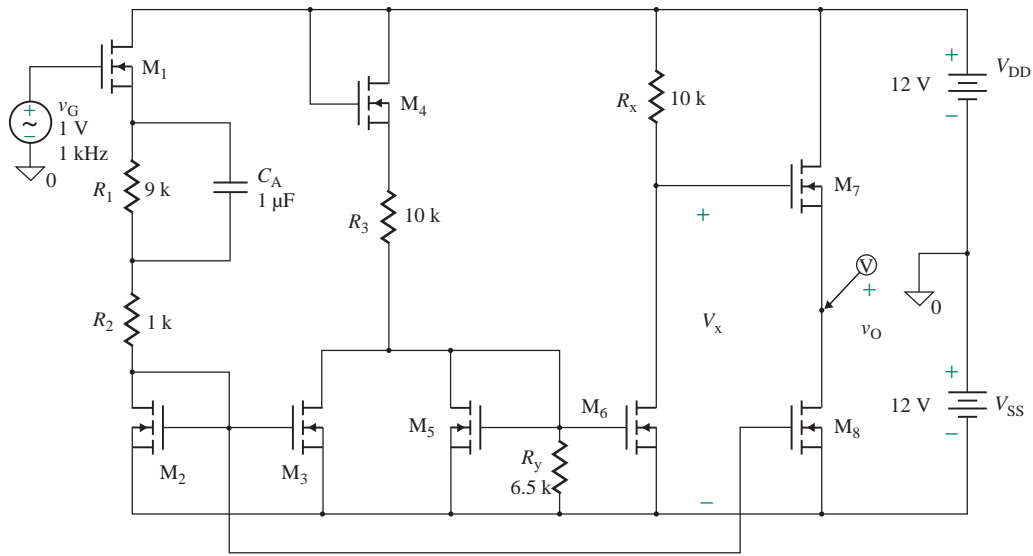 M1
vG
1 V
1 kHz
0
R1
9 k
CA
1 µF
R2
1 k
M2
M3
M4
R3
10 k
M5
M6
Ry
6.5 k
Rx
10 k
+
Vx
−
M7
V
+
vO
M8
+
12 V
VDD
−
0
+
12 V
VSS
−